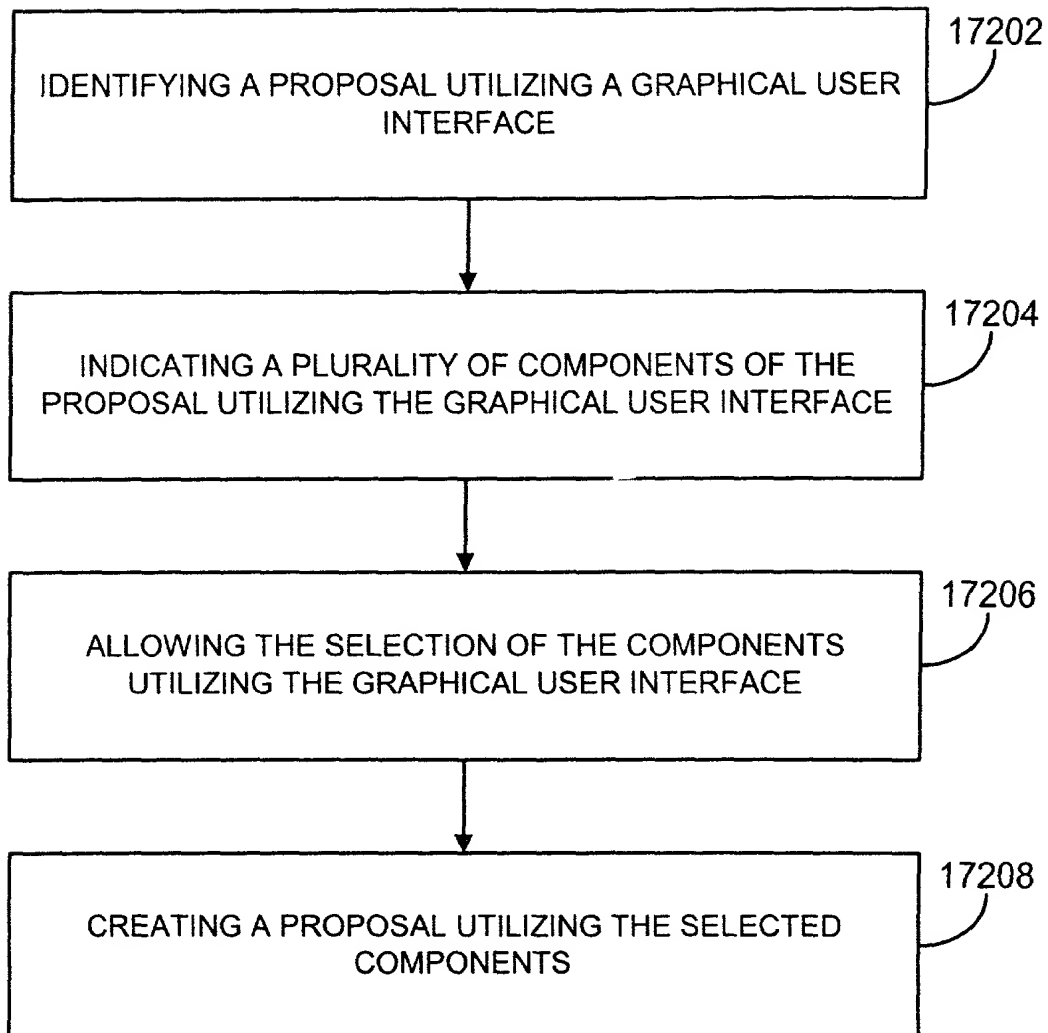 17202
IDENTIFYING A PROPOSAL UTILIZING A GRAPHICAL USER
INTERFACE
17204
INDICATING A PLURALITY OF COMPONENTS OF THE
PROPOSAL UTILIZING THE GRAPHICAL USER INTERFACE
17206
ALLOWING THE SELECTION OF THE COMPONENTS
UTILIZING THE GRAPHICAL USER INTERFACE
17208
CREATING A PROPOSAL UTILIZING THE SELECTED
COMPONENTS